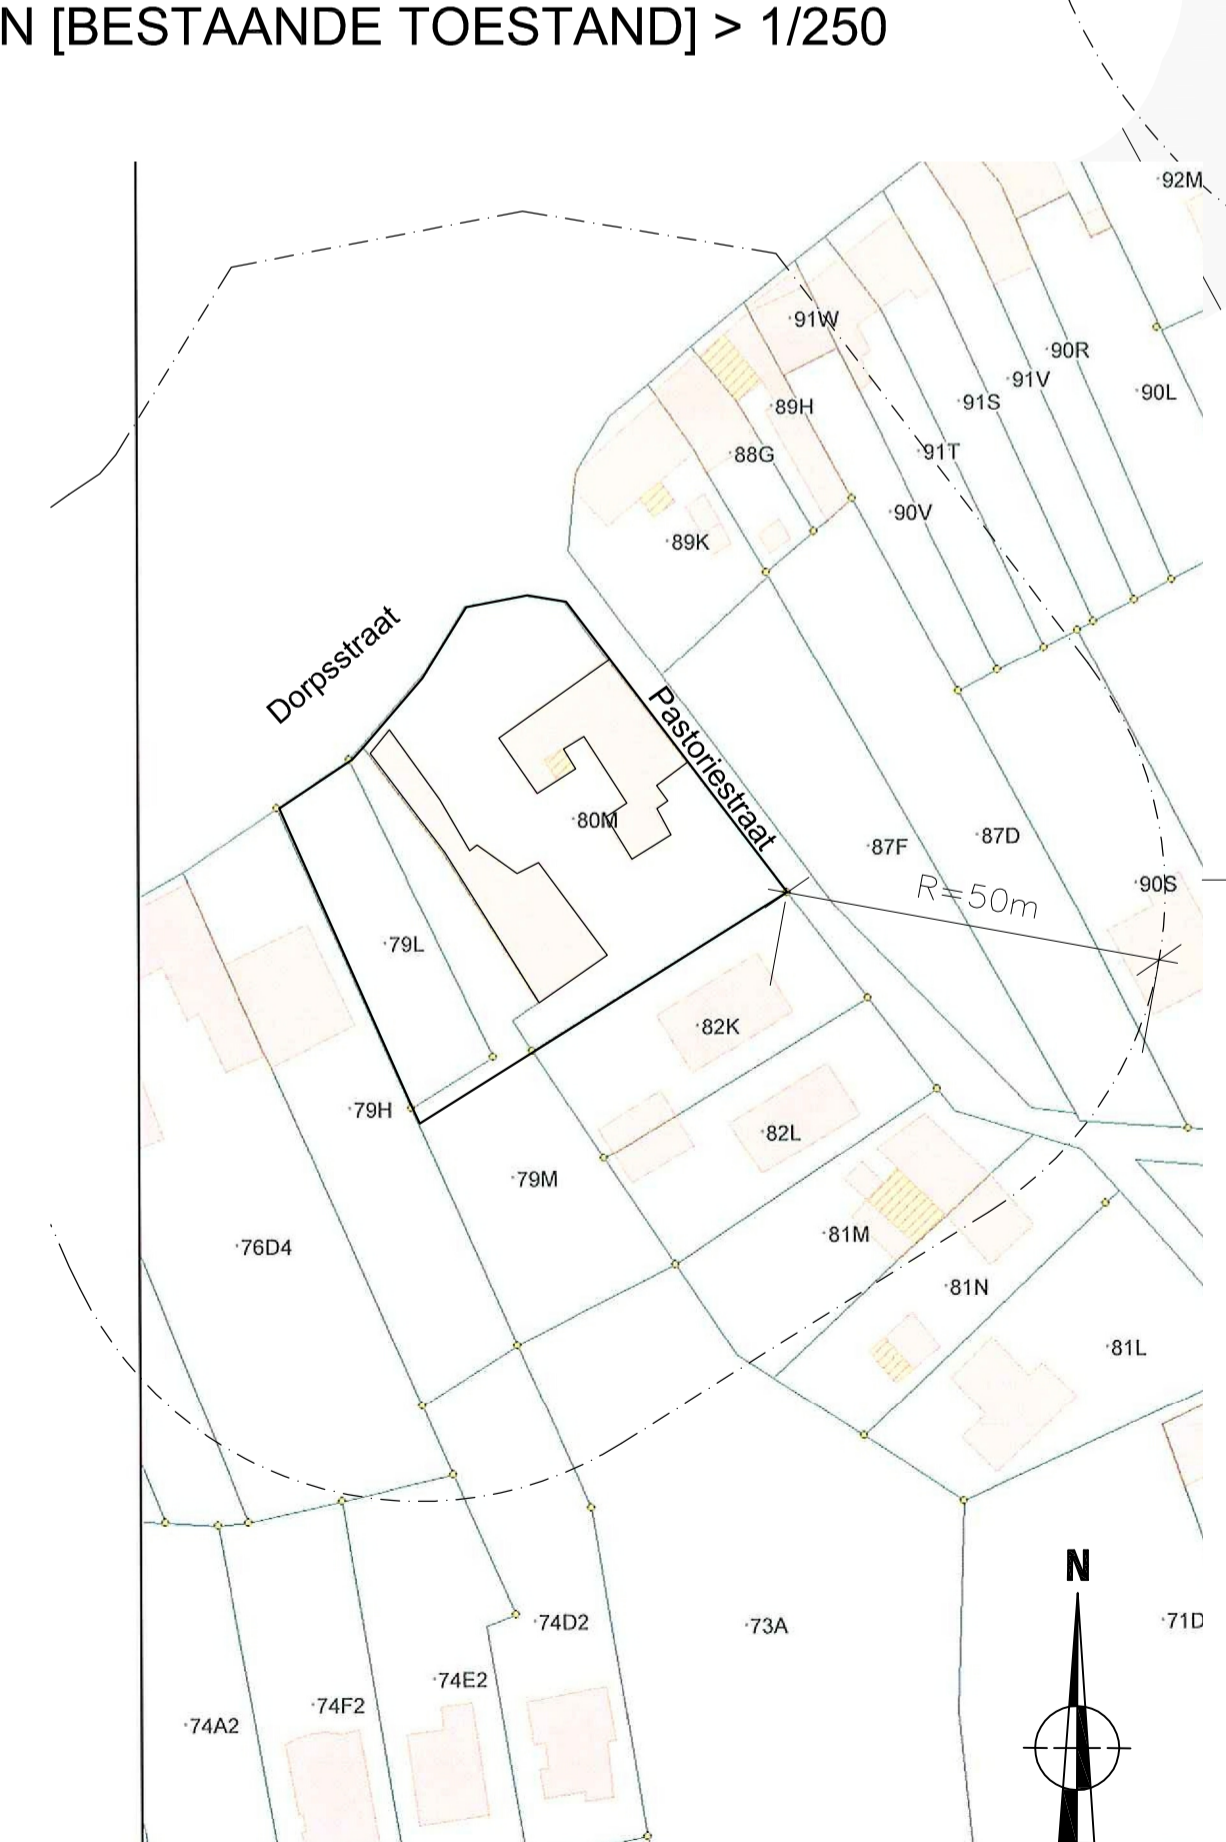 N [BESTAANDE TOESTAND] > 1/250
92M
91W
90R
91V
90L
91S
89H
91T
88G
90V
89K
Dorpsstraat
Pastoriestraat
80M
87D
87F
90S
R=50m
79L
82K
79H
82L
79M
81M
76D4
81N
81L
N
74D2
73A
71D
74E2
74F2
74A2